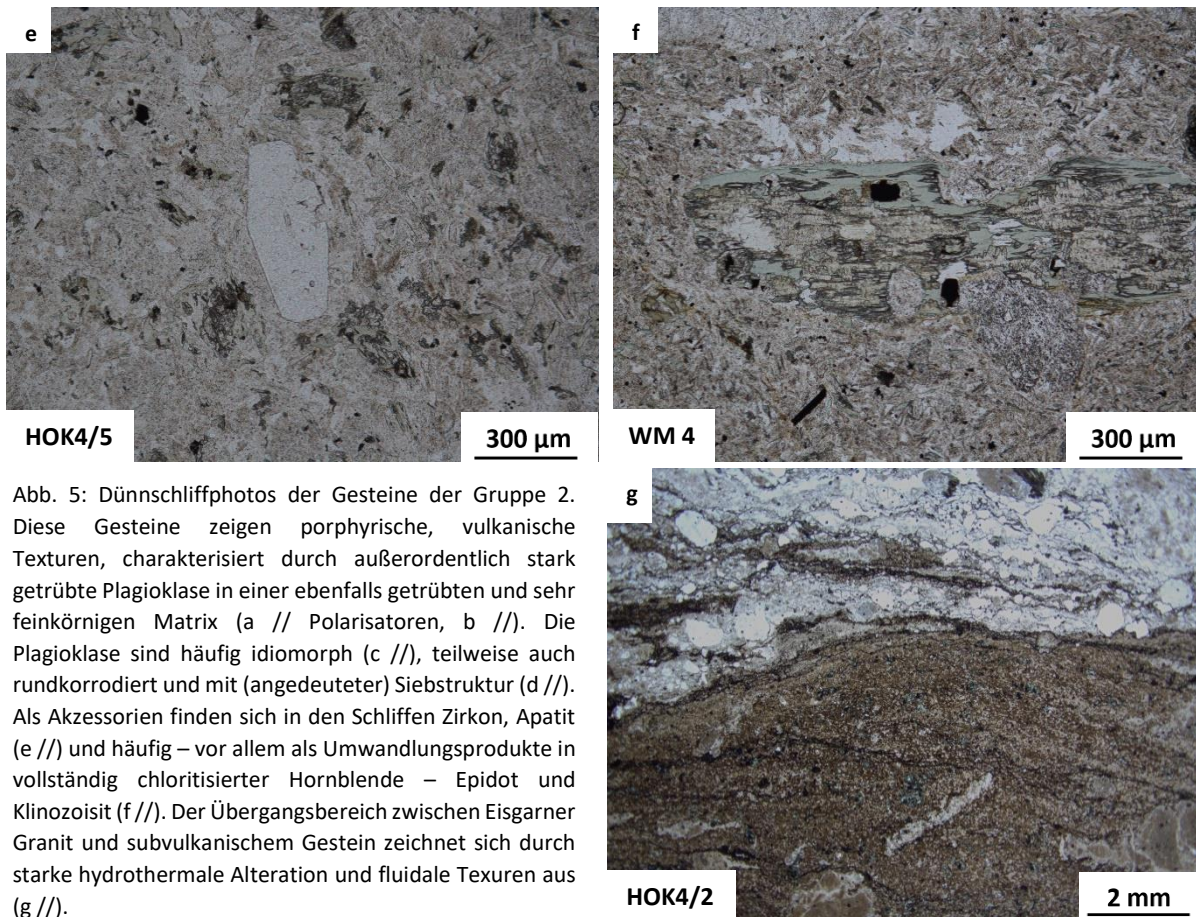 e
HOK4/5
300 µm
f
WM 4
300 µm
Abb. 5: Dünnschliffphotos der Gesteine der Gruppe 2.
Diese Gesteine zeigen porphyrische, vulkanische
Texturen, charakterisiert durch außerordentlich stark
getrübte Plagioklase in einer ebenfalls getrübten und sehr
feinkörnigen Matrix (a // Polarisatoren, b //). Die
Plagioklase sind häufig idiomorph (c //), teilweise auch
rundkorrodiert und mit (angedeuteter) Siebstruktur (d //).
Als Akzessorien finden sich in den Schliffen Zirkon, Apatit
(e //) und häufig – vor allem als Umwandlungsprodukte in
vollständig chloritisierter Hornblende – Epidot und
Klinozoisit (f //). Der Übergangsbereich zwischen Eisgarner
Granit und subvulkanischem Gestein zeichnet sich durch
starke hydrothermale Alteration und fluidale Texuren aus
(g //).
g
HOK4/2
2 mm